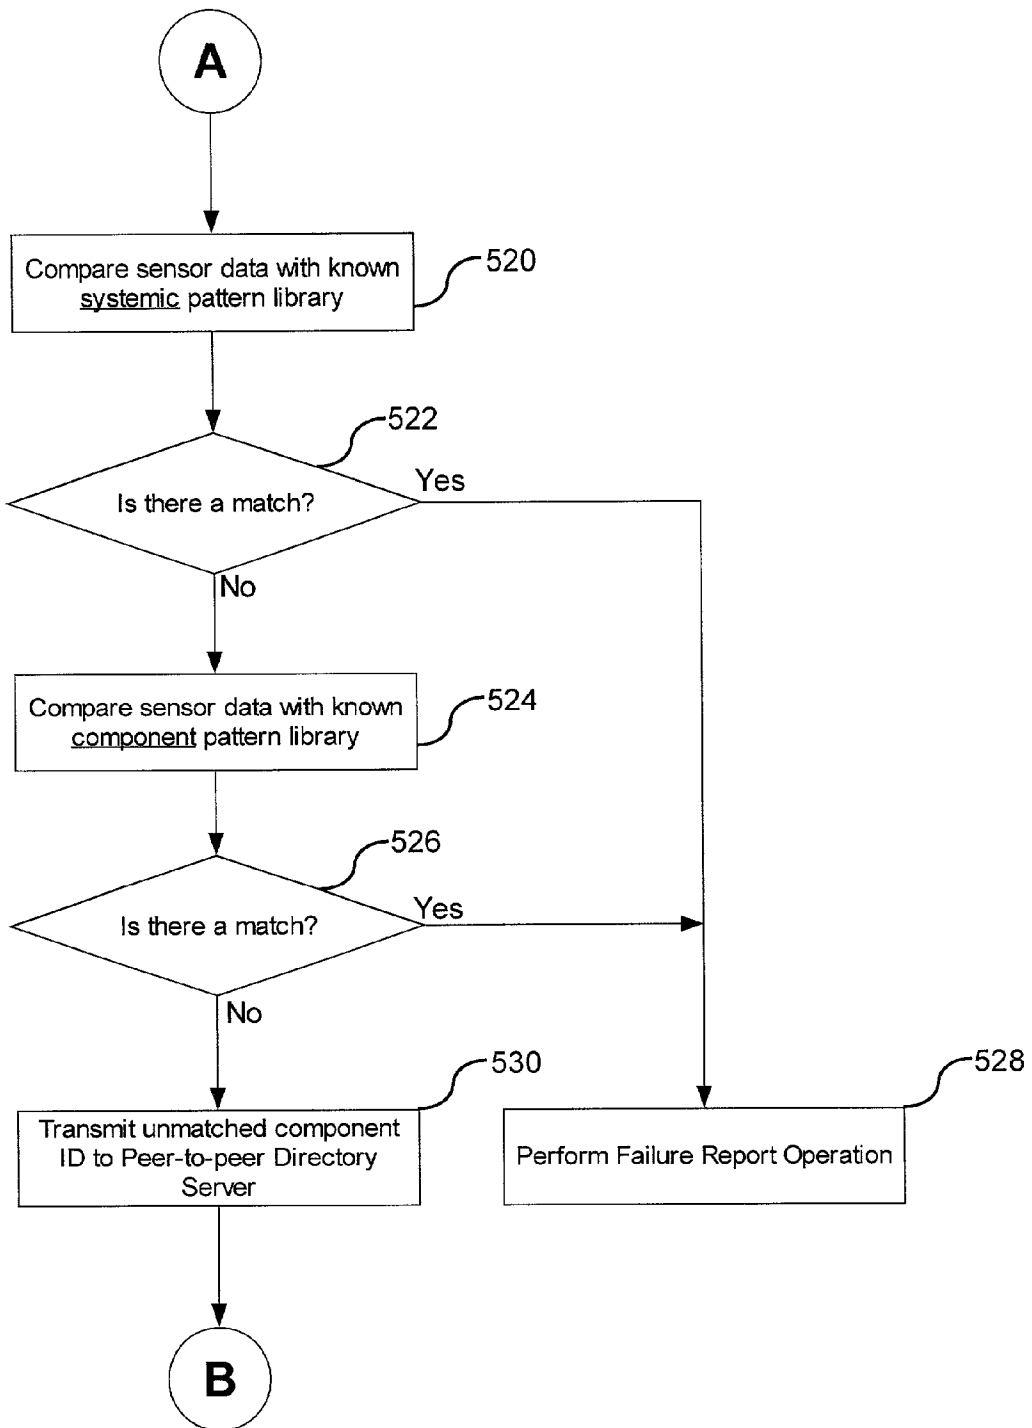 A
Compare sensor data with known
systemic pattern library
520
522
Is there a match?
Yes
No
Compare sensor data with known
component pattern library
524
526
Is there a match?
Yes
No
530
Transmit unmatched component
ID to Peer-to-peer Directory
Server
528
Perform Failure Report Operation
B